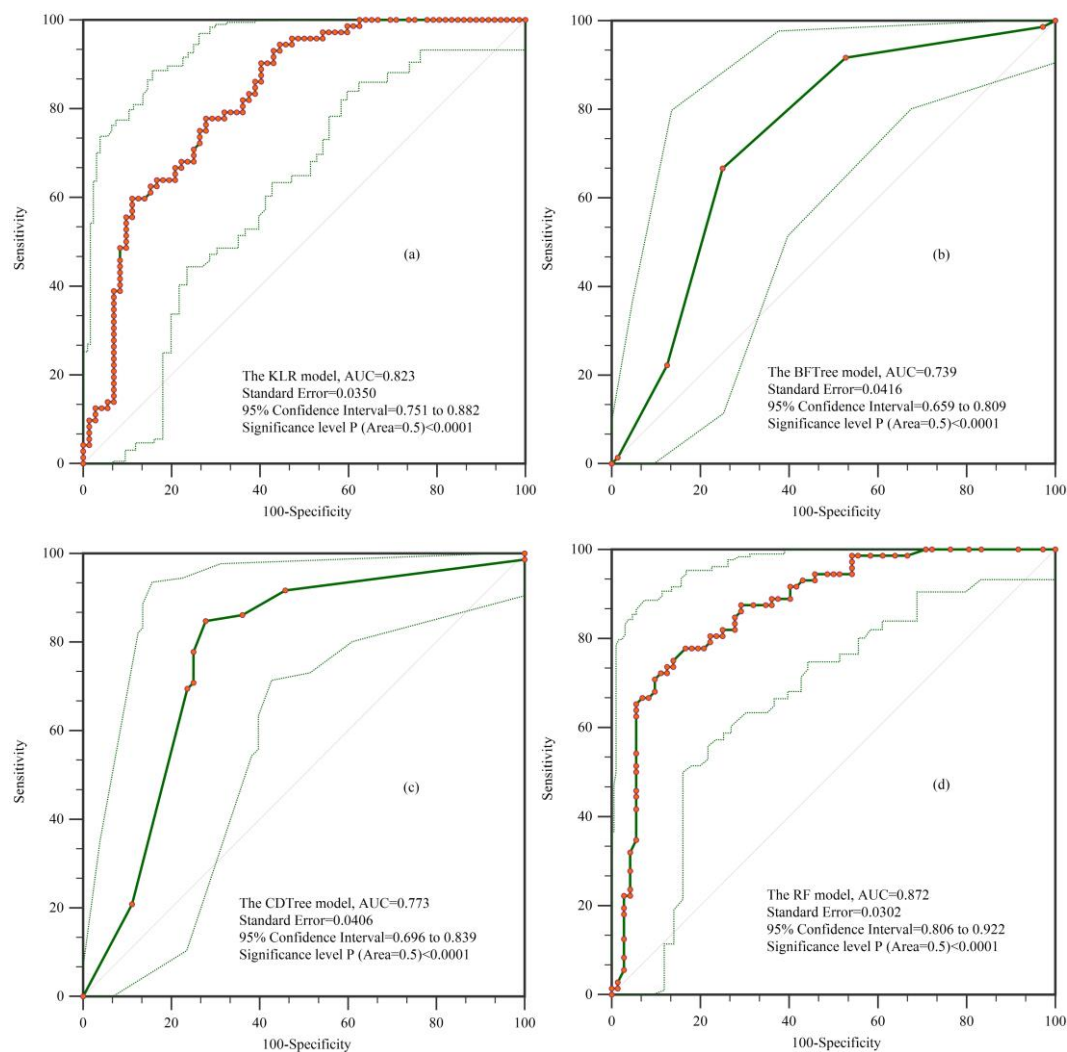 100
80
60
40
20
0
Sensitivity
(a)
The KLR model, AUC=0.823
Standard Error=0.0350
95% Confidence Interval=0.751 to 0.882
Significance level P (Area=0.5)<0.0001
0 20 40 60 80 100
100-Specificity
100
80
60
40
20
0
Sensitivity
(b)
The BFTree model, AUC=0.739
Standard Error=0.0416
95% Confidence Interval=0.659 to 0.809
Significance level P (Area=0.5)<0.0001
0 20 40 60 80 100
100-Specificity
100
80
60
40
20
0
Sensitivity
(c)
The CDTree model, AUC=0.773
Standard Error=0.0406
95% Confidence Interval=0.696 to 0.839
Significance level P (Area=0.5)<0.0001
0 20 40 60 80 100
100-Specificity
100
80
60
40
20
0
Sensitivity
(d)
The RF model, AUC=0.872
Standard Error=0.0302
95% Confidence Interval=0.806 to 0.922
Significance level P (Area=0.5)<0.0001
0 20 40 60 80 100
100-Specificity